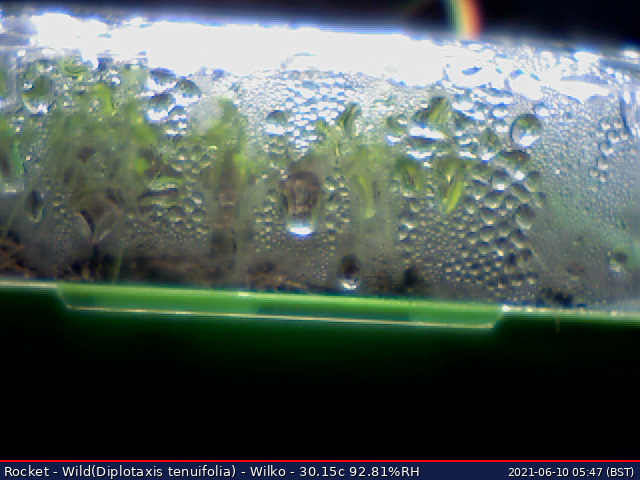 Rocket - Wild(Diplotaxis tenuifolia) - Wilko - 30.15c 92.81%RH 2021-06-10 05:47 (BST)